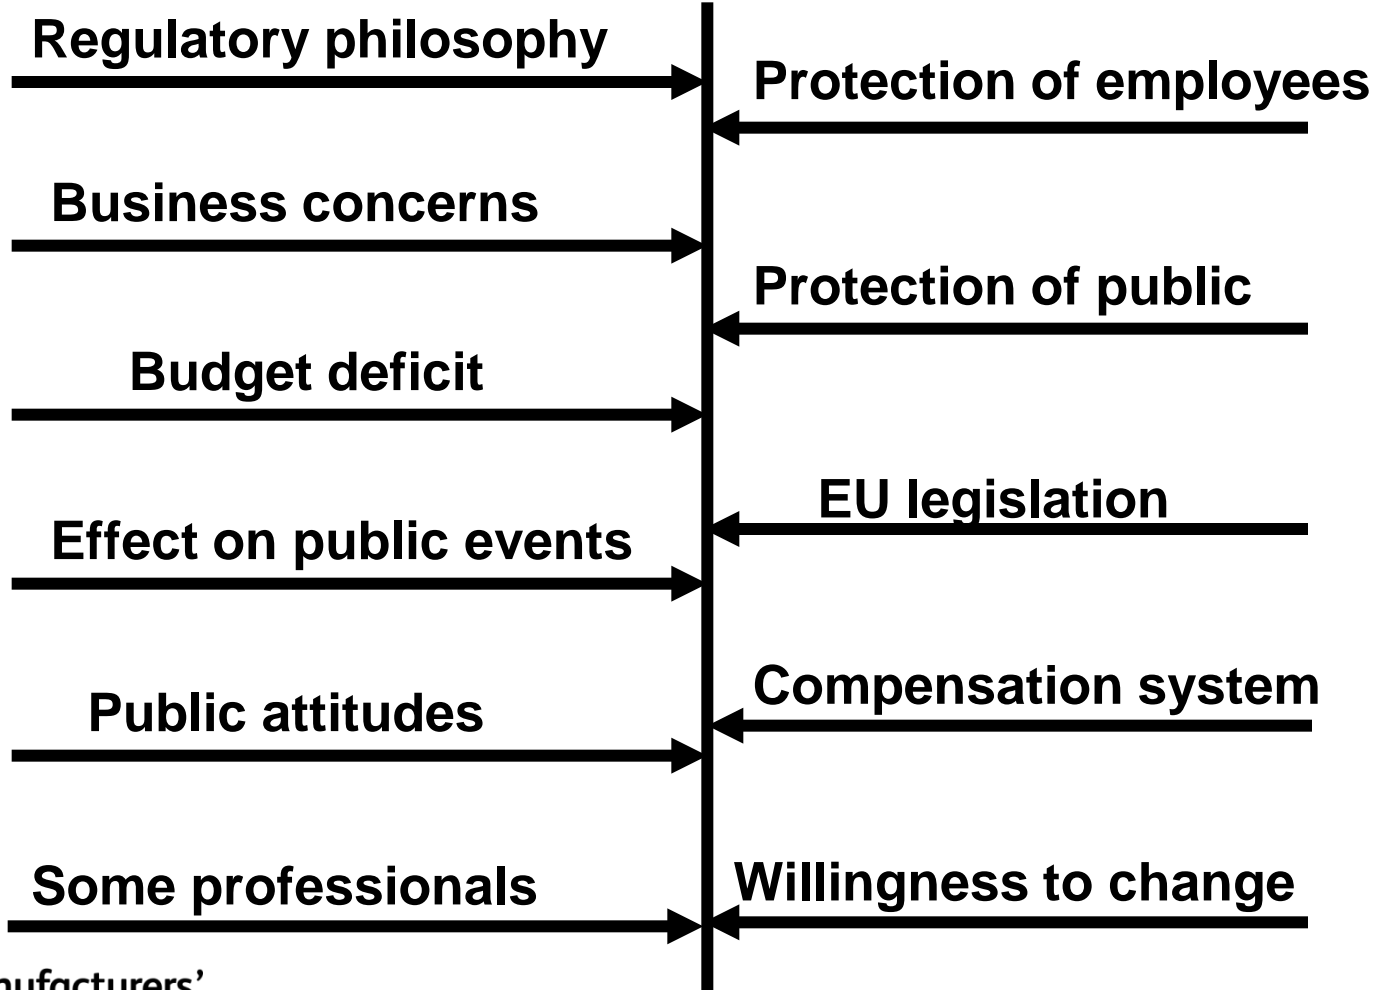 Regulatory philosophy
Protection of employees
Business concerns
Protection of public
Budget deficit
EU legislation
Effect on public events
Compensation system
Public attitudes
Willingness to change
Some professionals